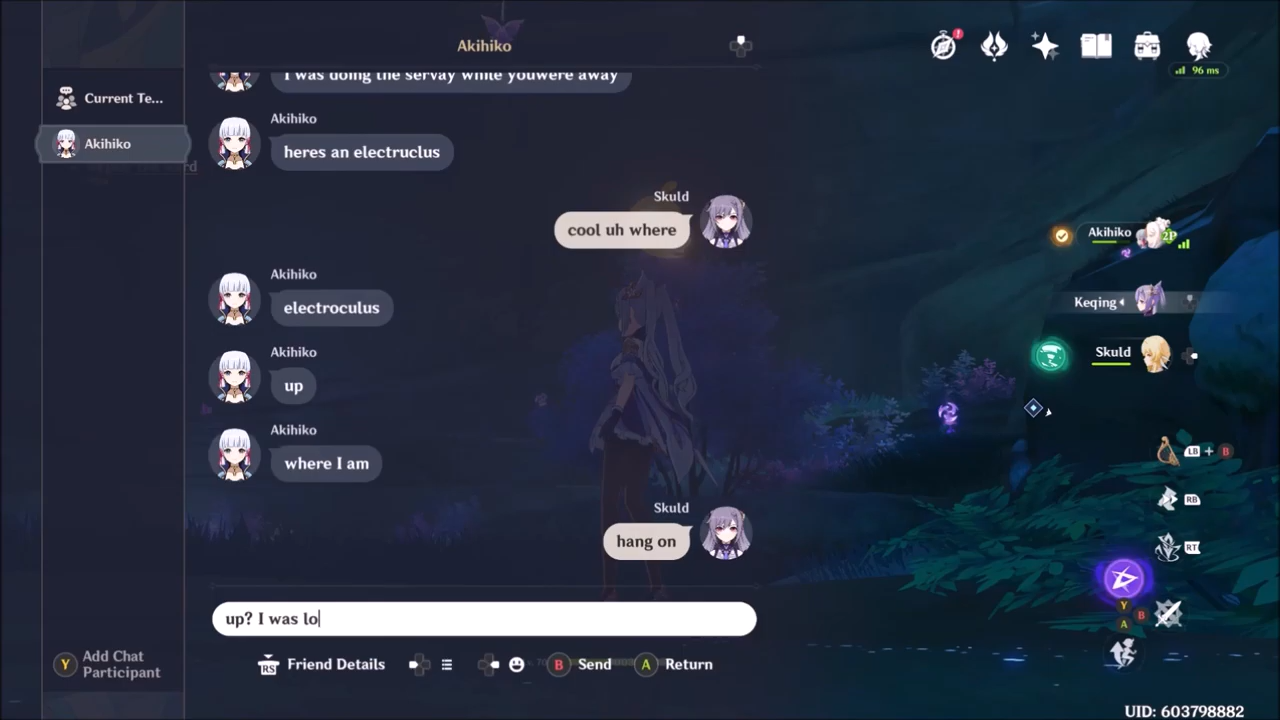 Akihiko
96 ms
Current Te...
Akihiko
I was doing the servay while youwere away
Akihiko
heres an electruclus
Skuld
cool uh where
Akihiko
electroculus
Akihiko
up
Akihiko
where I am
Skuld
hang on
up? I was lo
Y Add Chat Participant
RS Friend Details
B Send
A Return
Akihiko 2P
Keqing
Skuld
LB + B
RB
RT
Y
B
A
UID: 603798882